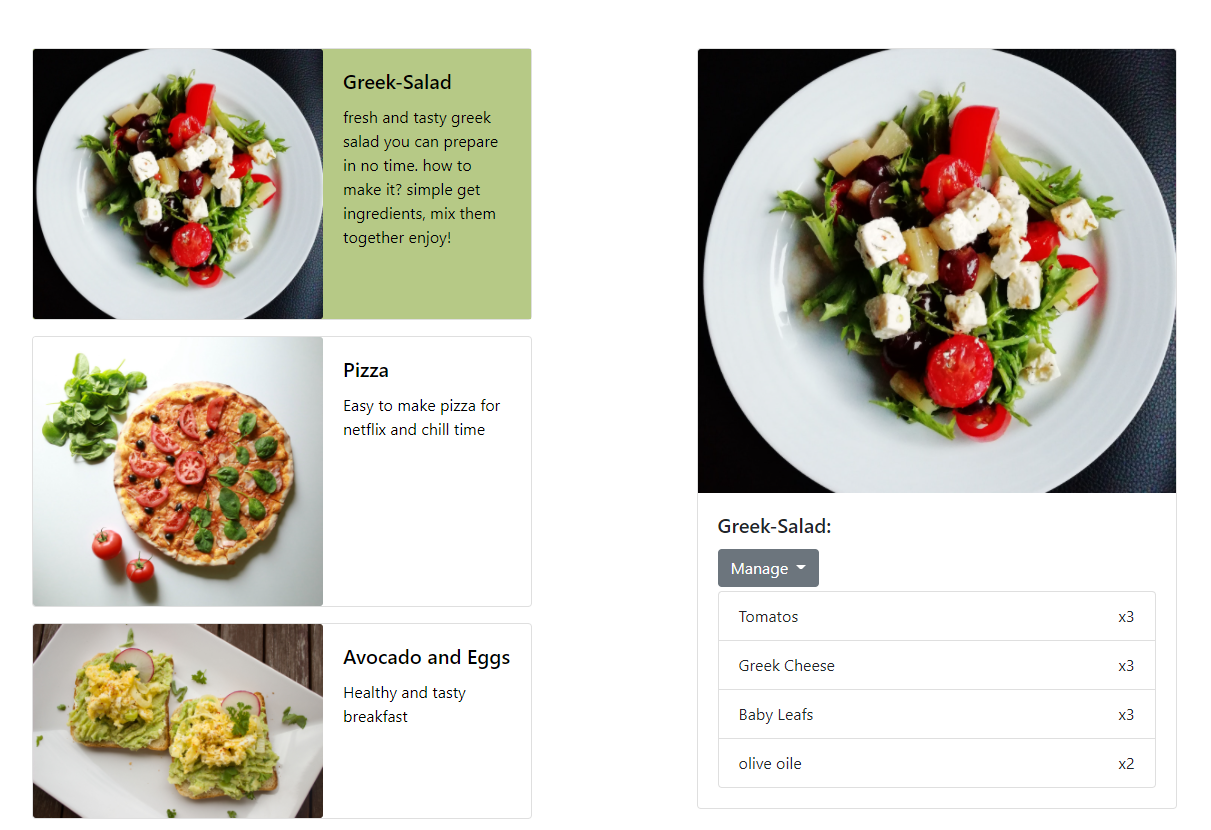 Greek-Salad
fresh and tasty greek
salad you can prepare
in no time. how to
make it? simple get
ingredients, mix them
together enjoy!
Pizza
Easy to make pizza for
netflix and chill time
Avocado and Eggs
Healthy and tasty
breakfast
Greek-Salad:
Manage
Tomatos x3
Greek Cheese x3
Baby Leafs x3
olive oile x2